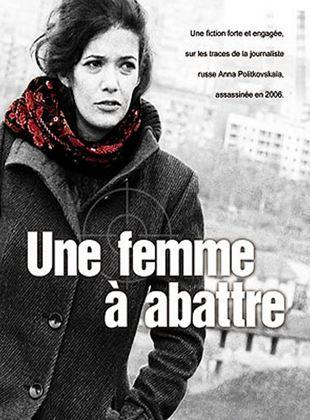 Une fiction forte et engagée,
sur les traces de la journaliste
russe Anna Politkovskaïa,
assassinée en 2006.
Une femme
à abattre